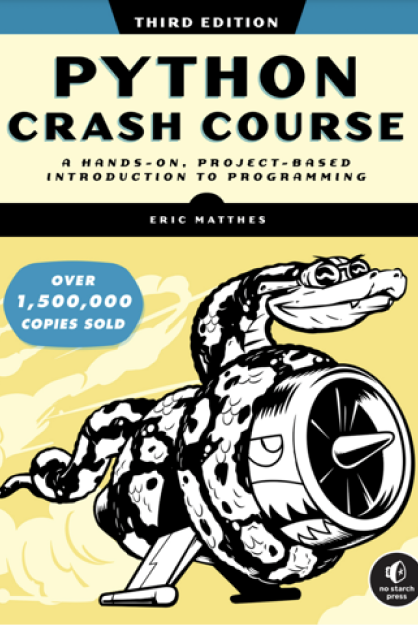 THIRD EDITION
PYTHON
CRASH COURSE
A HANDS-ON, PROJECT-BASED
INTRODUCTION TO PROGRAMMING
ERIC MATTHES
OVER
1,500,000
COPIES SOLD
no starch
press